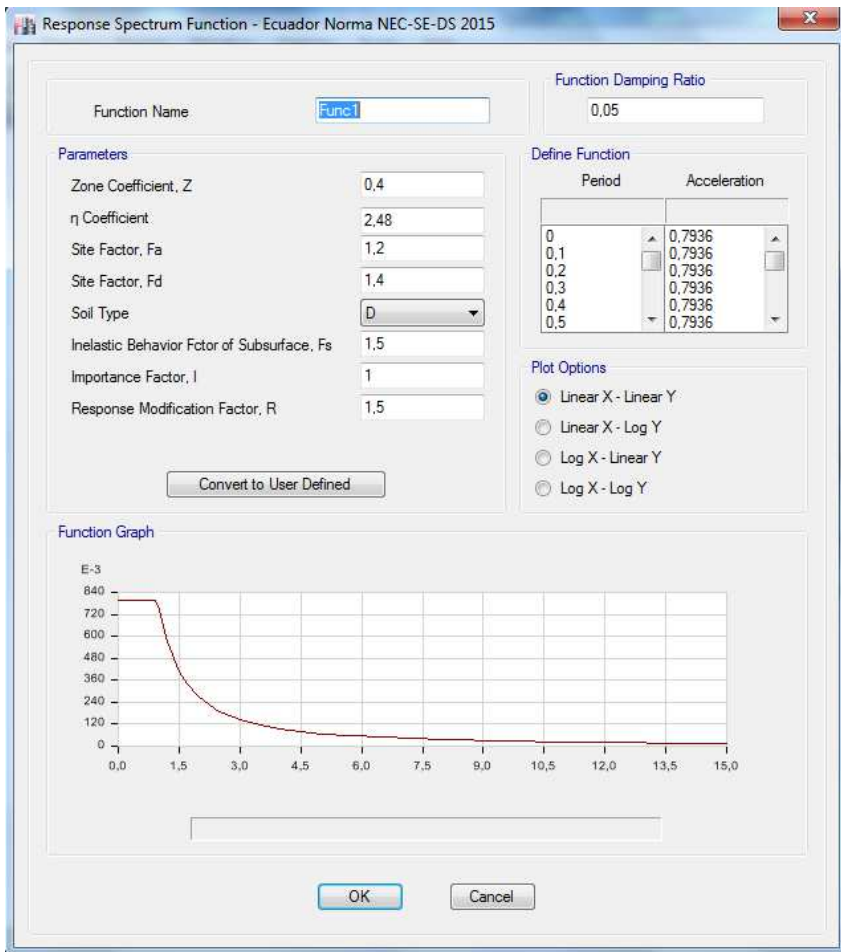 Response Spectrum Function - Ecuador Norma NEC-SE-DS 2015
Function Name
Func1
Function Damping Ratio
0,05
Parameters
Zone Coefficient, Z
0,4
η Coefficient
2,48
Site Factor, Fa
1,2
Site Factor, Fd
1,4
Soil Type
D
Inelastic Behavior Fctor of Subsurface, Fs
1,5
Importance Factor, I
1
Response Modification Factor, R
1,5
Convert to User Defined
Define Function
Period Acceleration
0 0,7936
0,1 0,7936
0,2 0,7936
0,3 0,7936
0,4 0,7936
0,5 0,7936
Plot Options
Linear X - Linear Y
Linear X - Log Y
Log X - Linear Y
Log X - Log Y
Function Graph
E-3
840
720
600
480
360
240
120
0
0,0 1,5 3,0 4,5 6,0 7,5 9,0 10,5 12,0 13,5 15,0
OK Cancel